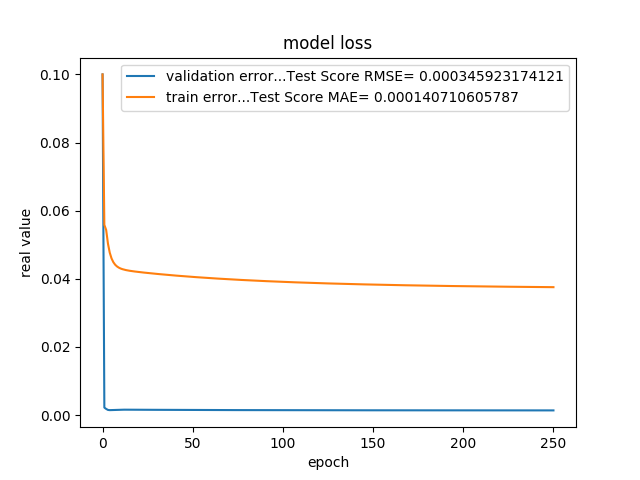 model loss
validation error...Test Score RMSE= 0.000345923174121
train error...Test Score MAE= 0.000140710605787
real value
0.10
0.08
0.06
0.04
0.02
0.00
0 50 100 150 200 250
epoch